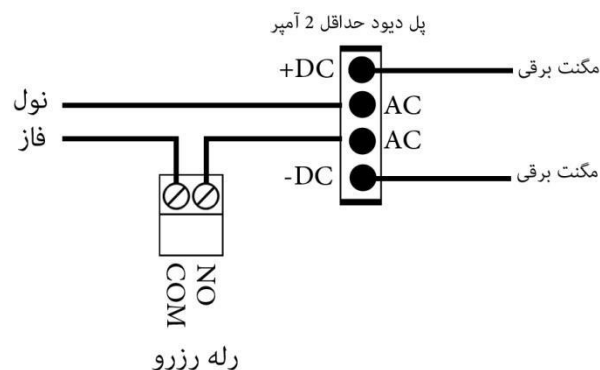 پل دیود حداقل 2 آمپر
+DC
مگنت برقی
نول
AC
فاز
AC
-DC
مگنت برقی
COM
NO
رله رزرو